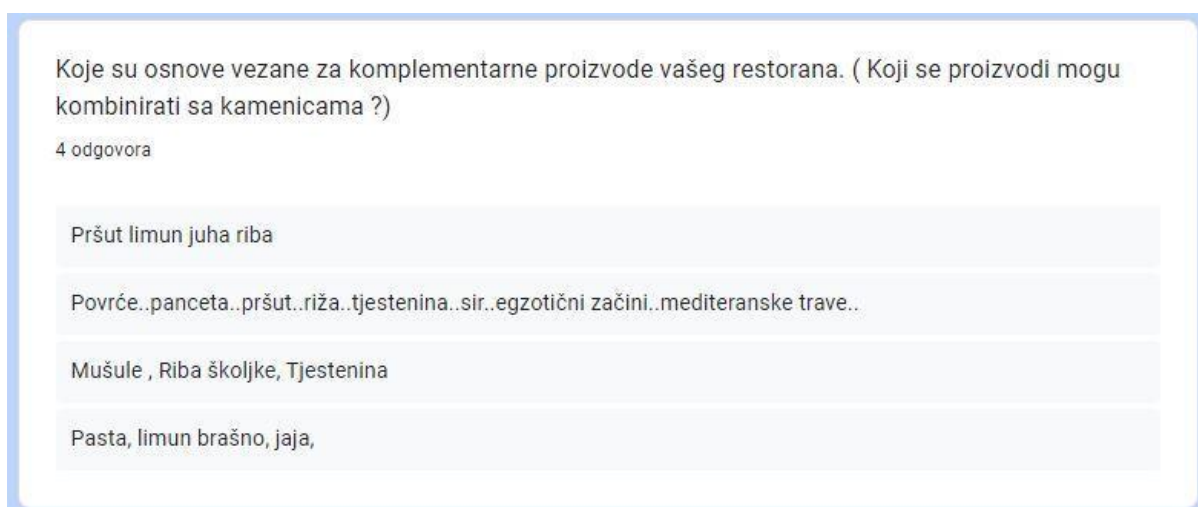 Koje su osnove vezane za komplementarne proizvode vašeg restorana. ( Koji se proizvodi mogu
kombinirati sa kamenicama ?)
4 odgovora
Pršut limun juha riba
Povrće..panceta..pršut..riža..tjestenina..sir..egzotični začini..mediteranske trave..
Mušule , Riba školjke, Tjestenina
Pasta, limun brašno, jaja,